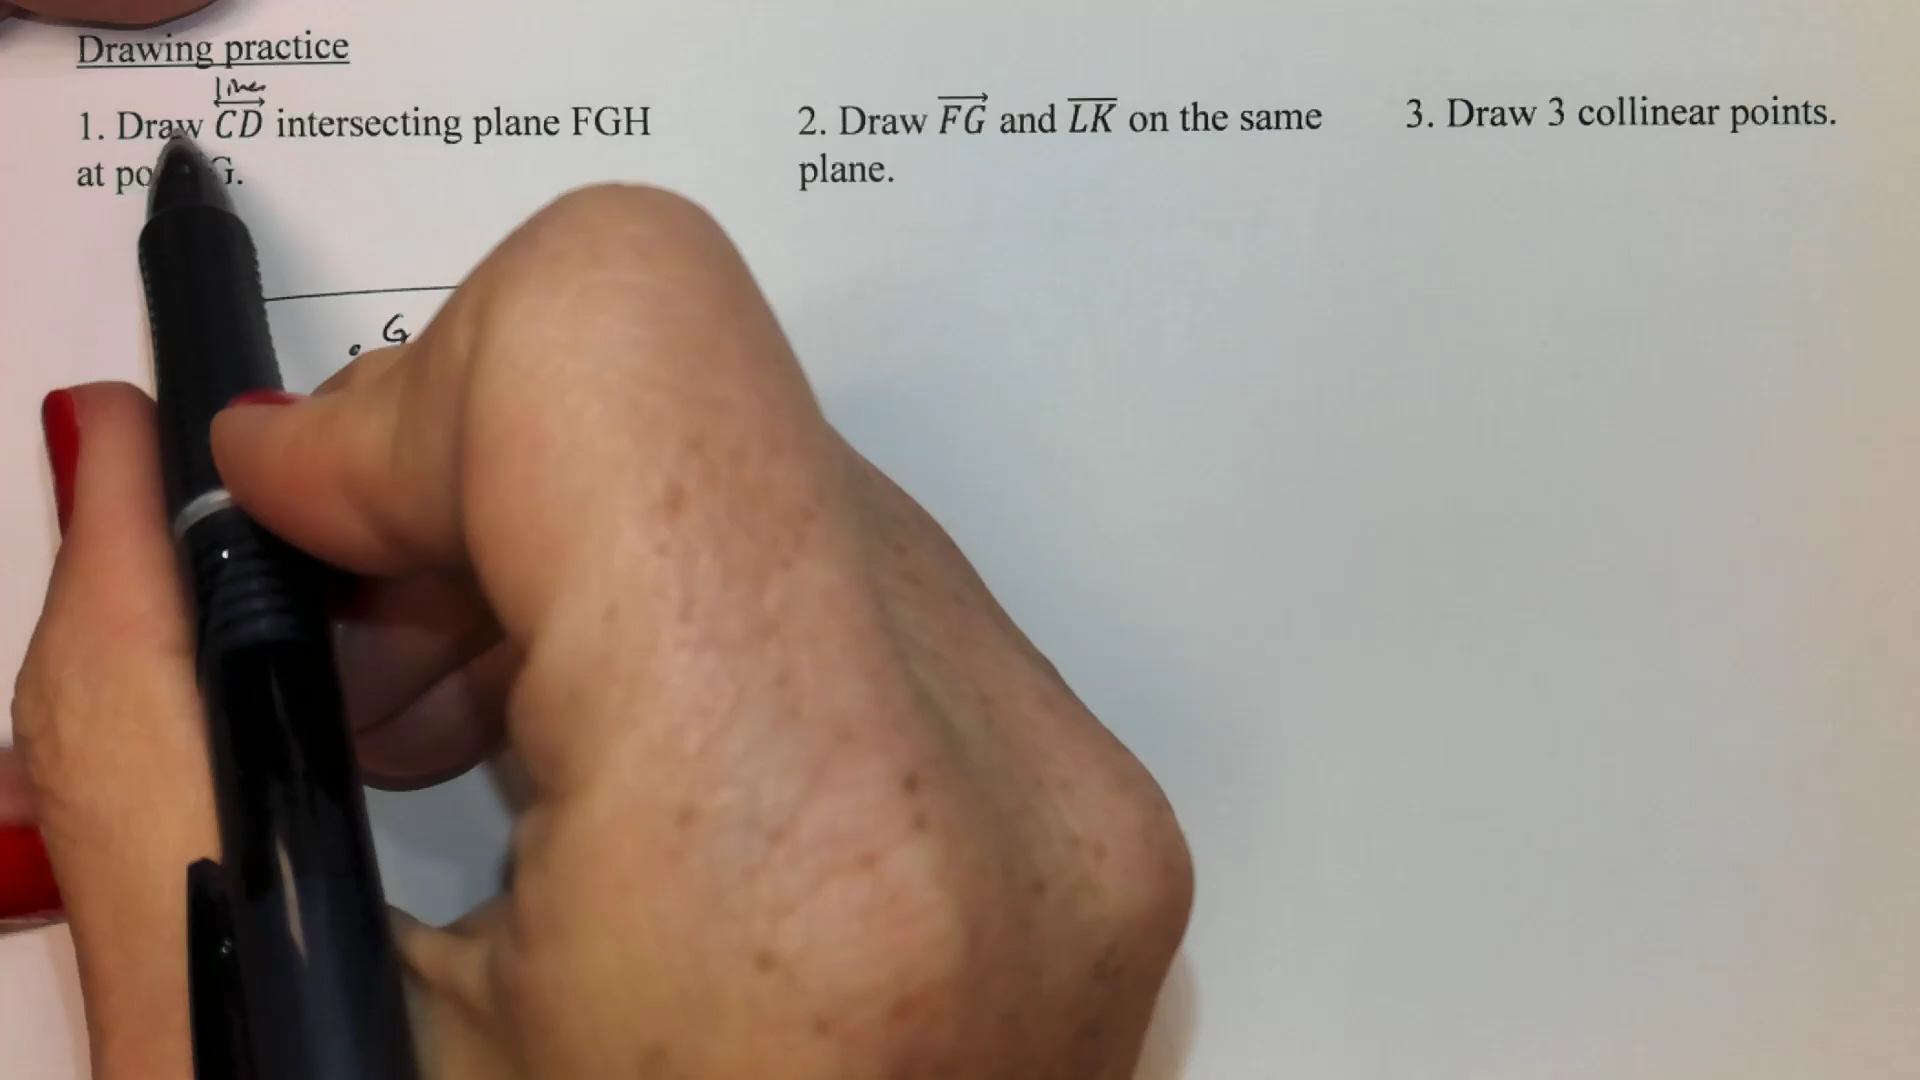 Drawing practice
line
1. Draw CD intersecting plane FGH
at po G.
2. Draw FG and LK on the same
plane.
3. Draw 3 collinear points.
G